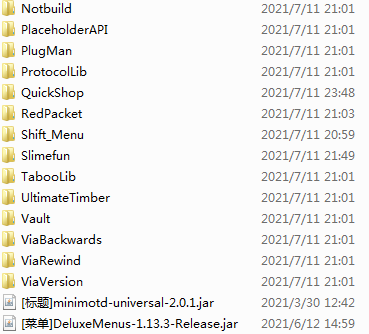 Notbuild 2021/7/11 21:01
PlaceholderAPI 2021/7/11 21:01
PlugMan 2021/7/11 21:01
ProtocolLib 2021/7/11 21:01
QuickShop 2021/7/11 23:48
RedPacket 2021/7/11 21:03
Shift_Menu 2021/7/11 20:59
Slimefun 2021/7/11 21:49
TabooLib 2021/7/11 21:01
UltimateTimber 2021/7/11 21:01
Vault 2021/7/11 21:01
ViaBackwards 2021/7/11 21:01
ViaRewind 2021/7/11 21:01
ViaVersion 2021/7/11 21:01
[标题]minimotd-universal-2.0.1.jar 2021/3/30 12:42
[菜单]DeluxeMenus-1.13.3-Release.jar 2021/6/12 14:59